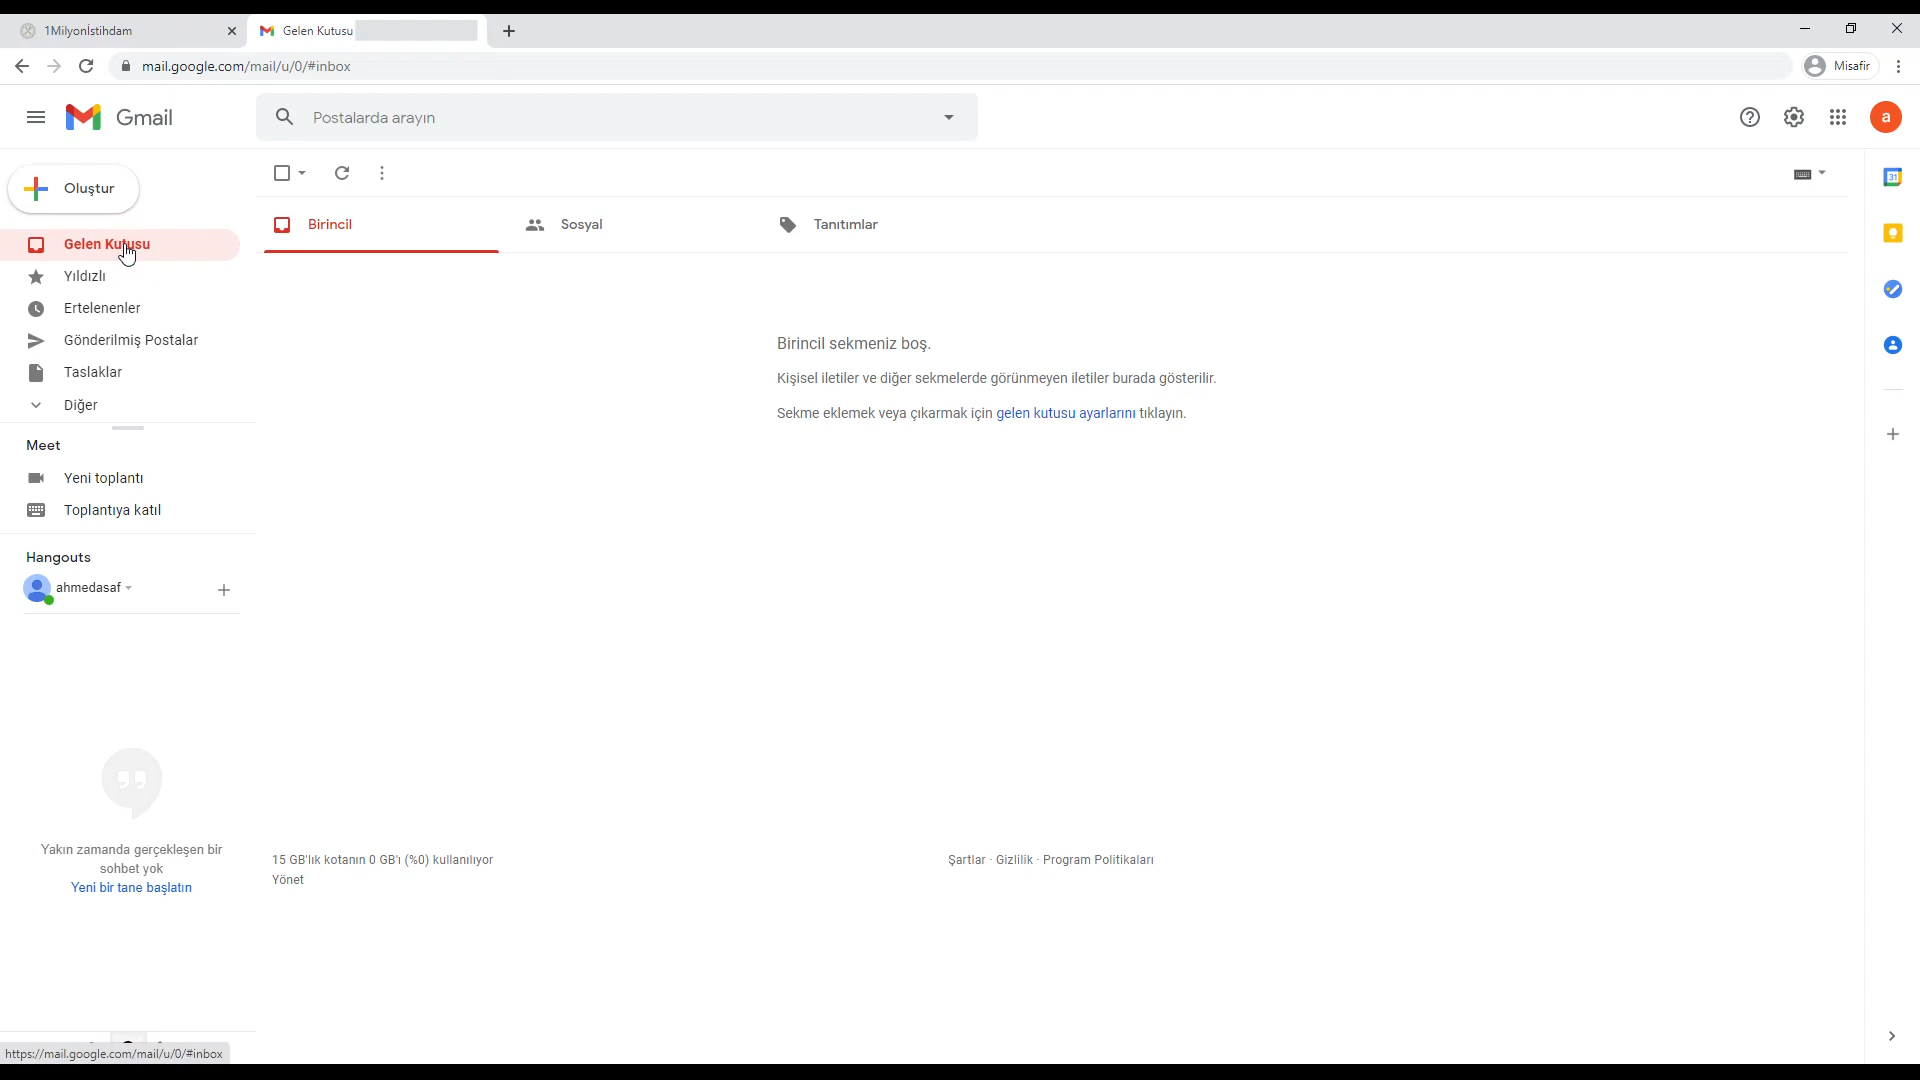 1Milyonİstihdam
Gelen Kutusu
mail.google.com/mail/u/0/#inbox
Misafir
Gmail
Postalarda arayın
a
Oluştur
31
Gelen Kutusu
Birincil
Sosyal
Tanıtımlar
Yıldızlı
Ertelenenler
Gönderilmiş Postalar
Taslaklar
Diğer
Birincil sekmeniz boş.
Kişisel iletiler ve diğer sekmelerde görünmeyen iletiler burada gösterilir.
Sekme eklemek veya çıkarmak için gelen kutusu ayarlarını tıklayın.
Meet
Yeni toplantı
Toplantıya katıl
Hangouts
ahmedasaf
Yakın zamanda gerçekleşen bir
sohbet yok
Yeni bir tane başlatın
15 GB'lık kotanın 0 GB'ı (%0) kullanılıyor
Yönet
Şartlar · Gizlilik · Program Politikaları
https://mail.google.com/mail/u/0/#inbox